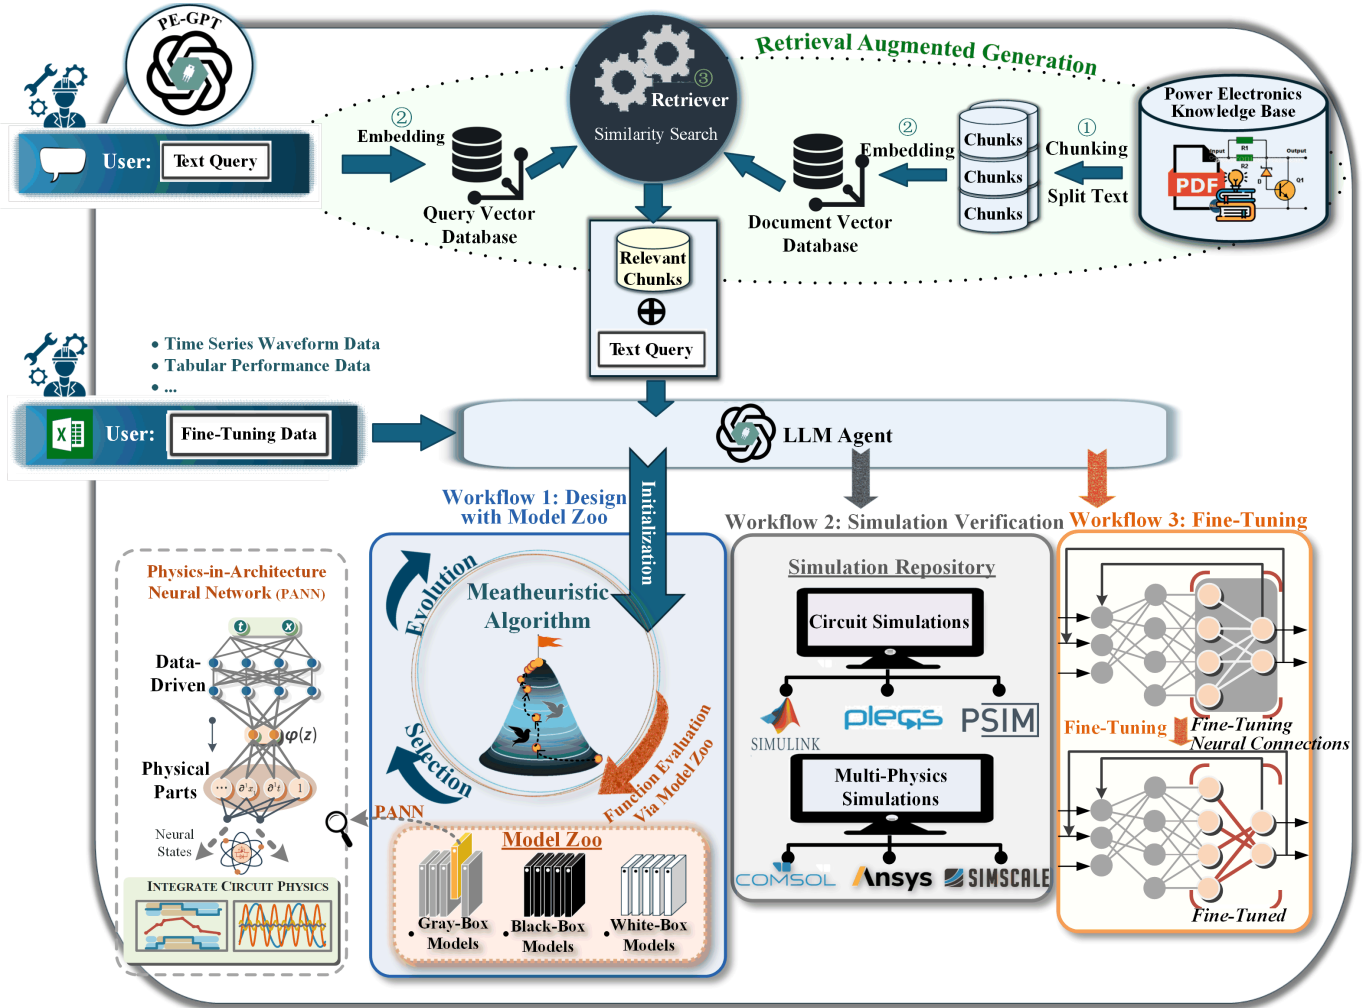 PE-GPT
Retrieval Augmented Generation
User:
Text Query
②
Embedding
Query Vector
Database
③
Retriever
Similarity Search
Document Vector
Database
②
Embedding
Chunks
Chunks
Chunks
①
Chunking
Split Text
Power Electronics
Knowledge Base
PDF
Input
R1
R2
D
Q1
Output
Relevant
Chunks
Text Query
• Time Series Waveform Data
• Tabular Performance Data
• ...
User:
Fine-Tuning Data
LLM Agent
Initialization
Workflow 1: Design
with Model Zoo
Workflow 2: Simulation Verification
Workflow 3: Fine-Tuning
Physics-in-Architecture
Neural Network (PANN)
t
x
Data-
Driven
φ(z)
Physical
Parts
...
1
Neural
States
INTEGRATE CIRCUIT PHYSICS
Evolution
Selection
Meatheuristic
Algorithm
Function Evaluation
Via Model Zoo
PANN
Model Zoo
• Gray-Box
Models
• Black-Box
Models
• White-Box
Models
Simulation Repository
Circuit Simulations
SIMULINK
plecs
PSIM
Multi-Physics
Simulations
COMSOL
Ansys
SIMSCALE
Fine-Tuning
Fine-Tuning
Neural Connections
Fine-Tuned